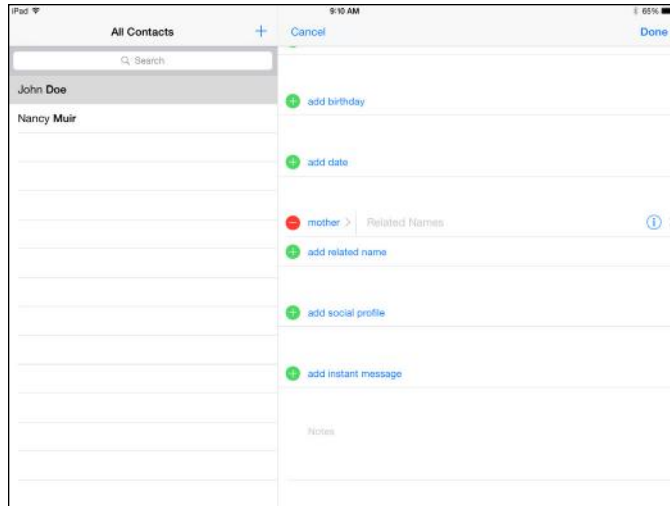 iPad
9:10 AM
65%
All Contacts
+
Cancel
Done
Search
John Doe
Nancy Muir
add birthday
add date
mother > Related Names
add related name
add social profile
add instant message
Notes